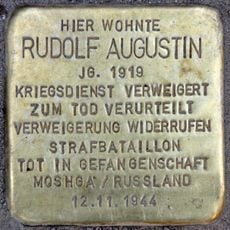 HIER WOHNTE
RUDOLF AUGUSTIN
JG. 1919
KRIEGSDIENST VERWEIGERT
ZUM TOD VERURTEILT
VERWEIGERUNG WIDERRUFEN
STRAFBATAILLON
TOT IN GEFANGENSCHAFT
MOSHGA / RUSSLAND
12.11.1944